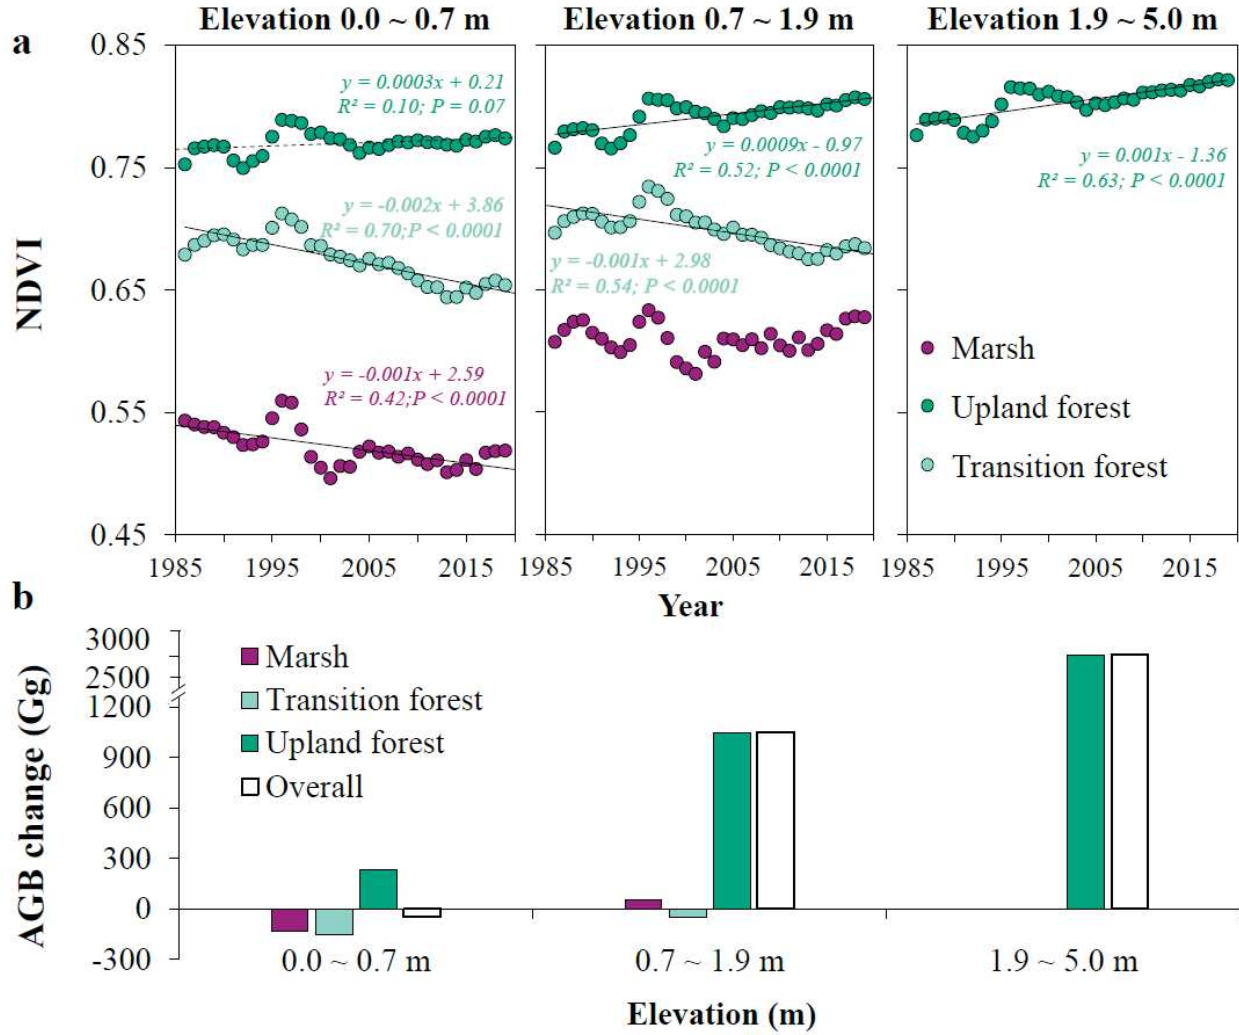 Elevation 0.0 ~ 0.7 m
Elevation 0.7 ~ 1.9 m
Elevation 1.9 ~ 5.0 m
a
NDVI
0.85
0.75
0.65
0.55
0.45
y = 0.0003x + 0.21
R² = 0.10; P = 0.07
y = -0.002x + 3.86
R² = 0.70;P < 0.0001
y = -0.001x + 2.59
R² = 0.42;P < 0.0001
y = 0.0009x - 0.97
R² = 0.52; P < 0.0001
y = -0.001x + 2.98
R² = 0.54; P < 0.0001
y = 0.001x - 1.36
R² = 0.63; P < 0.0001
Marsh
Upland forest
Transition forest
1985 1995 2005 2015
1985 1995 2005 2015
1985 1995 2005 2015
Year
b
AGB change (Gg)
3000
2500
1200
900
600
300
0
-300
Marsh
Transition forest
Upland forest
Overall
0.0 ~ 0.7 m
0.7 ~ 1.9 m
1.9 ~ 5.0 m
Elevation (m)